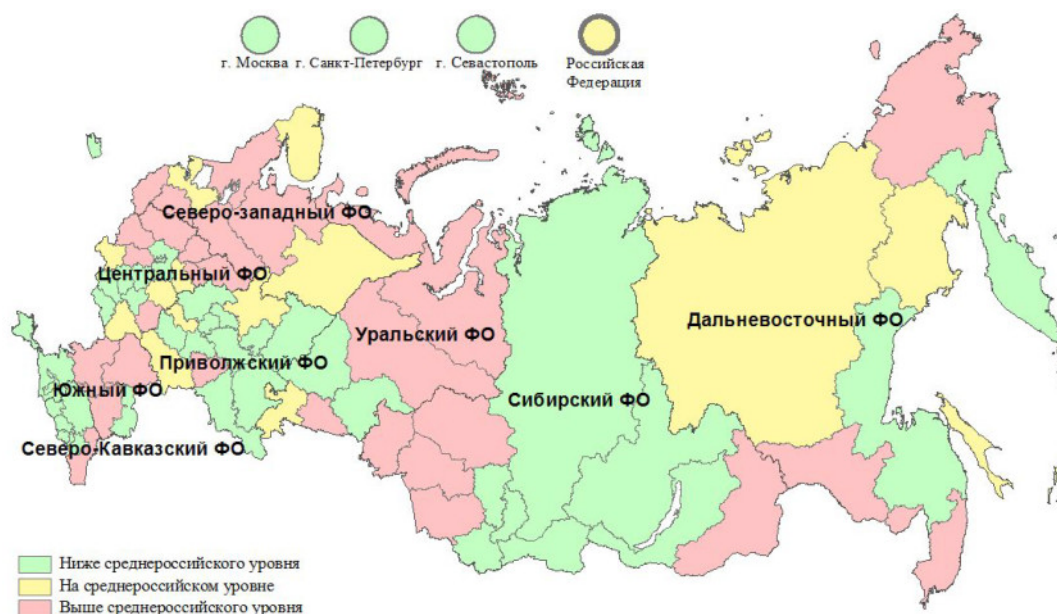 г. Москва г. Санкт-Петербург г. Севастополь Российская
Федерация
Северо-западный ФО
Центральный ФО
Дальневосточный ФО
Уральский ФО
Приволжский ФО
Южный ФО
Сибирский ФО
Северо-Кавказский ФО
Ниже среднероссийского уровня
На среднероссийском уровне
Выше среднероссийского уровня